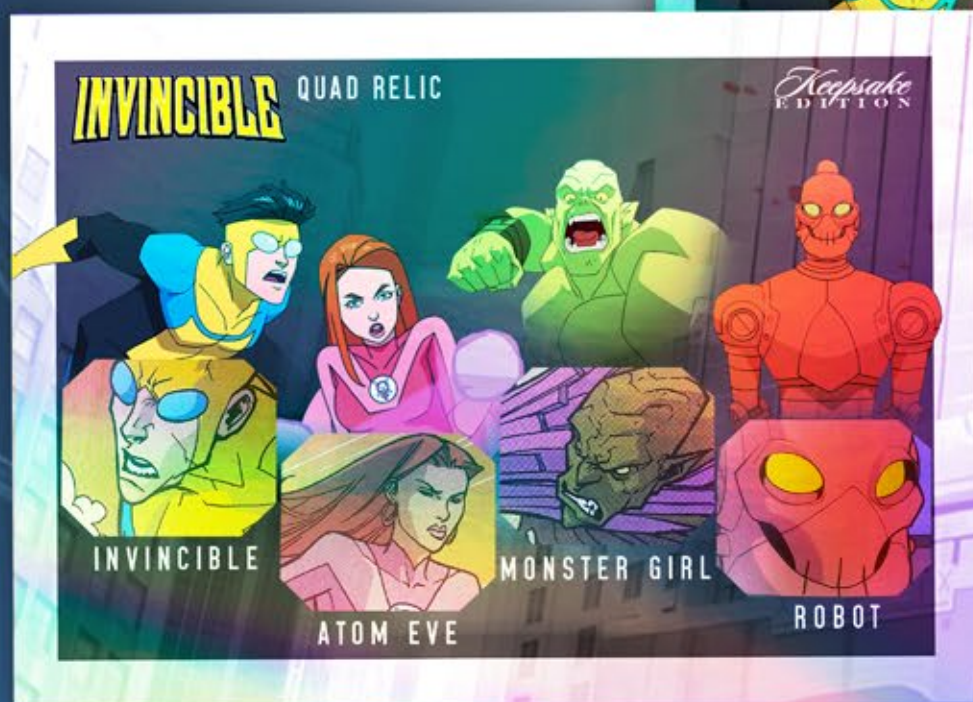 INVINCIBLE
QUAD RELIC
Keepsake
EDITION
INVINCIBLE
ATOM EVE
MONSTER GIRL
ROBOT